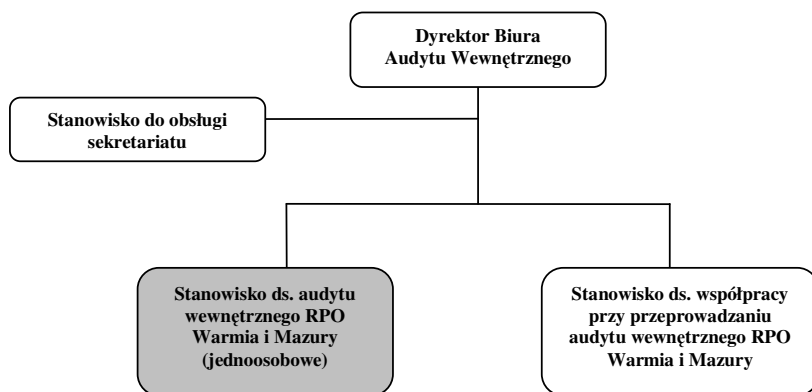 Dyrektor Biura
Audytu Wewnętrznego
Stanowisko do obsługi
sekretariatu
Stanowisko ds. audytu
wewnętrznego RPO
Warmia i Mazury
(jednoosobowe)
Stanowisko ds. współpracy
przy przeprowadzaniu
audytu wewnętrznego RPO
Warmia i Mazury